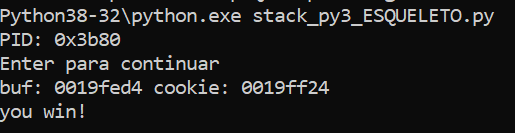 Python38-32\python.exe stack_py3_ESQUELETO.py
PID: 0x3b80
Enter para continuar
buf: 0019fed4 cookie: 0019ff24
you win!